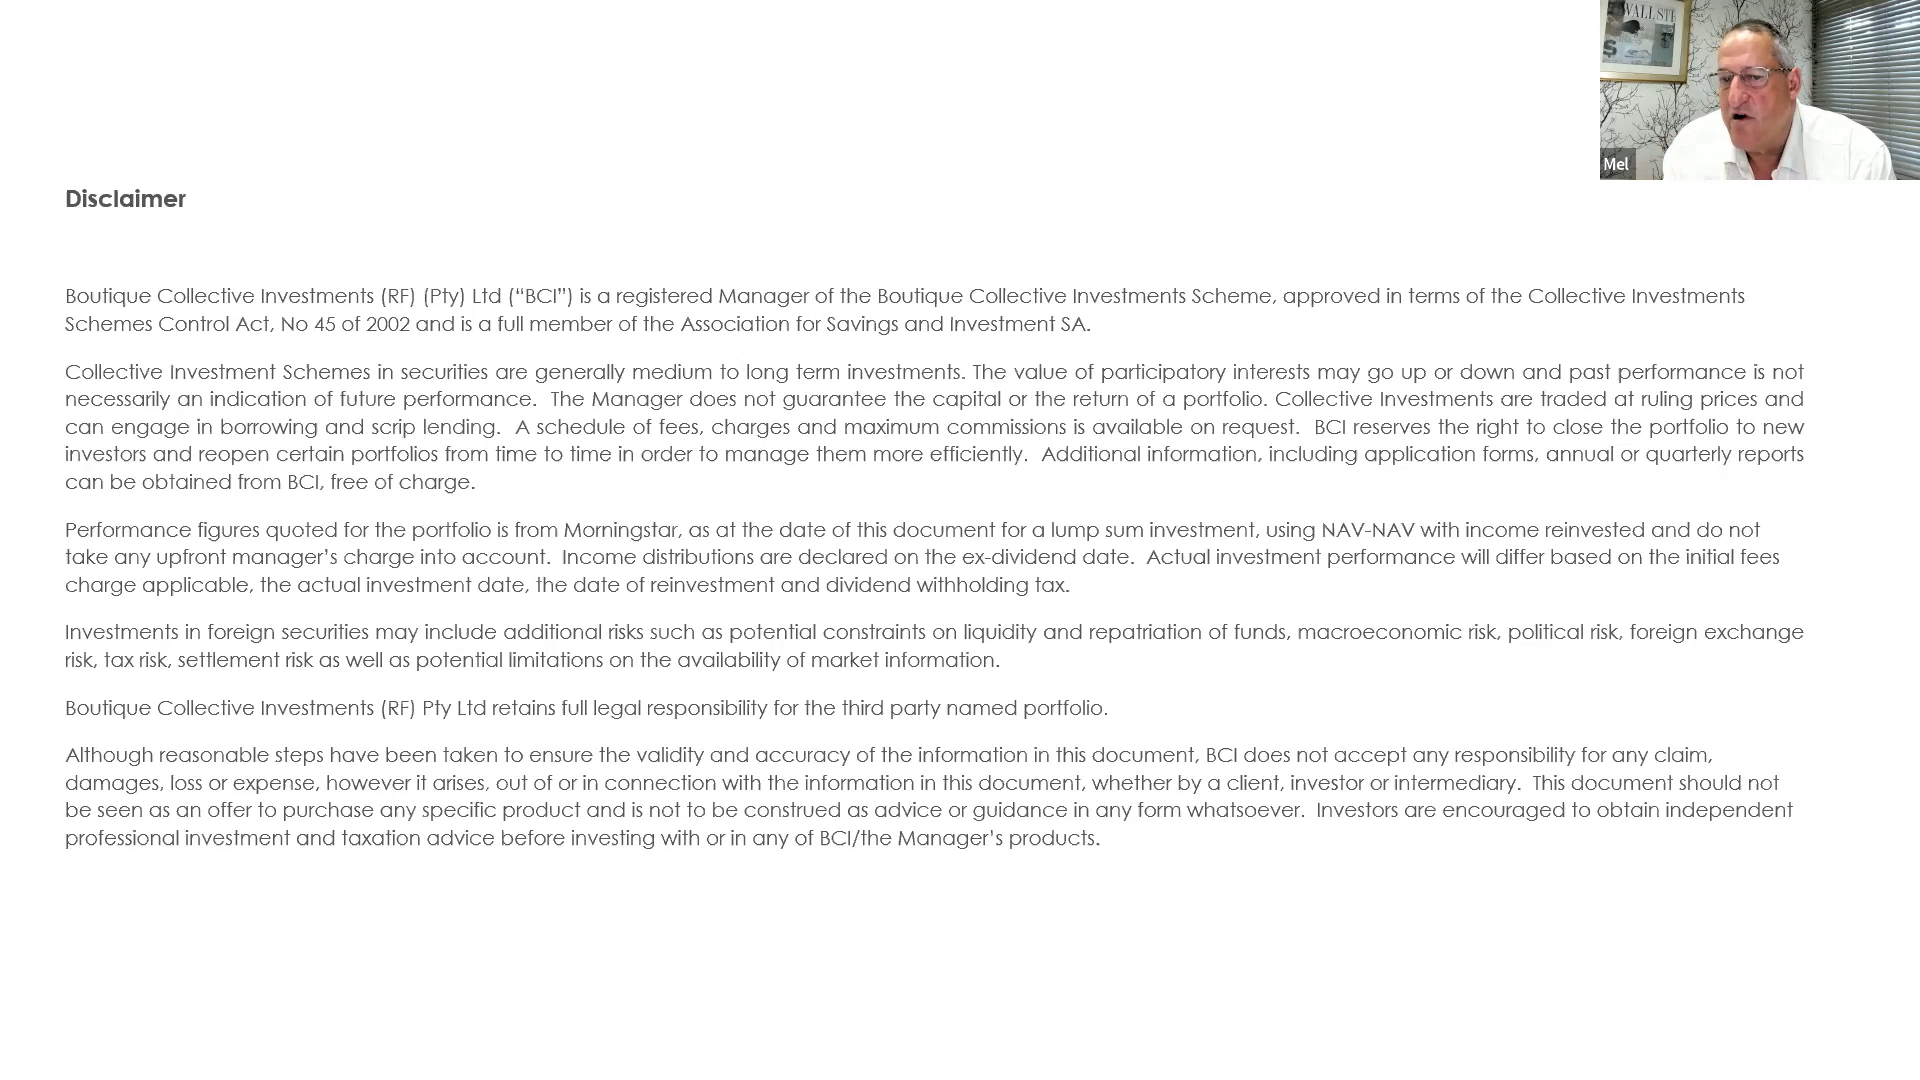 WALL STR
Mel
Disclaimer
Boutique Collective Investments (RF) (Pty) Ltd (“BCI”) is a registered Manager of the Boutique Collective Investments Scheme, approved in terms of the Collective Investments
Schemes Control Act, No 45 of 2002 and is a full member of the Association for Savings and Investment SA.
Collective Investment Schemes in securities are generally medium to long term investments. The value of participatory interests may go up or down and past performance is not
necessarily an indication of future performance.  The Manager does not guarantee the capital or the return of a portfolio. Collective Investments are traded at ruling prices and
can engage in borrowing and scrip lending.  A schedule of fees, charges and maximum commissions is available on request.  BCI reserves the right to close the portfolio to new
investors and reopen certain portfolios from time to time in order to manage them more efficiently.  Additional information, including application forms, annual or quarterly reports
can be obtained from BCI, free of charge.
Performance figures quoted for the portfolio is from Morningstar, as at the date of this document for a lump sum investment, using NAV-NAV with income reinvested and do not
take any upfront manager’s charge into account.  Income distributions are declared on the ex-dividend date.  Actual investment performance will differ based on the initial fees
charge applicable, the actual investment date, the date of reinvestment and dividend withholding tax.
Investments in foreign securities may include additional risks such as potential constraints on liquidity and repatriation of funds, macroeconomic risk, political risk, foreign exchange
risk, tax risk, settlement risk as well as potential limitations on the availability of market information.
Boutique Collective Investments (RF) Pty Ltd retains full legal responsibility for the third party named portfolio.
Although reasonable steps have been taken to ensure the validity and accuracy of the information in this document, BCI does not accept any responsibility for any claim,
damages, loss or expense, however it arises, out of or in connection with the information in this document, whether by a client, investor or intermediary.  This document should not
be seen as an offer to purchase any specific product and is not to be construed as advice or guidance in any form whatsoever.  Investors are encouraged to obtain independent
professional investment and taxation advice before investing with or in any of BCI/the Manager’s products.